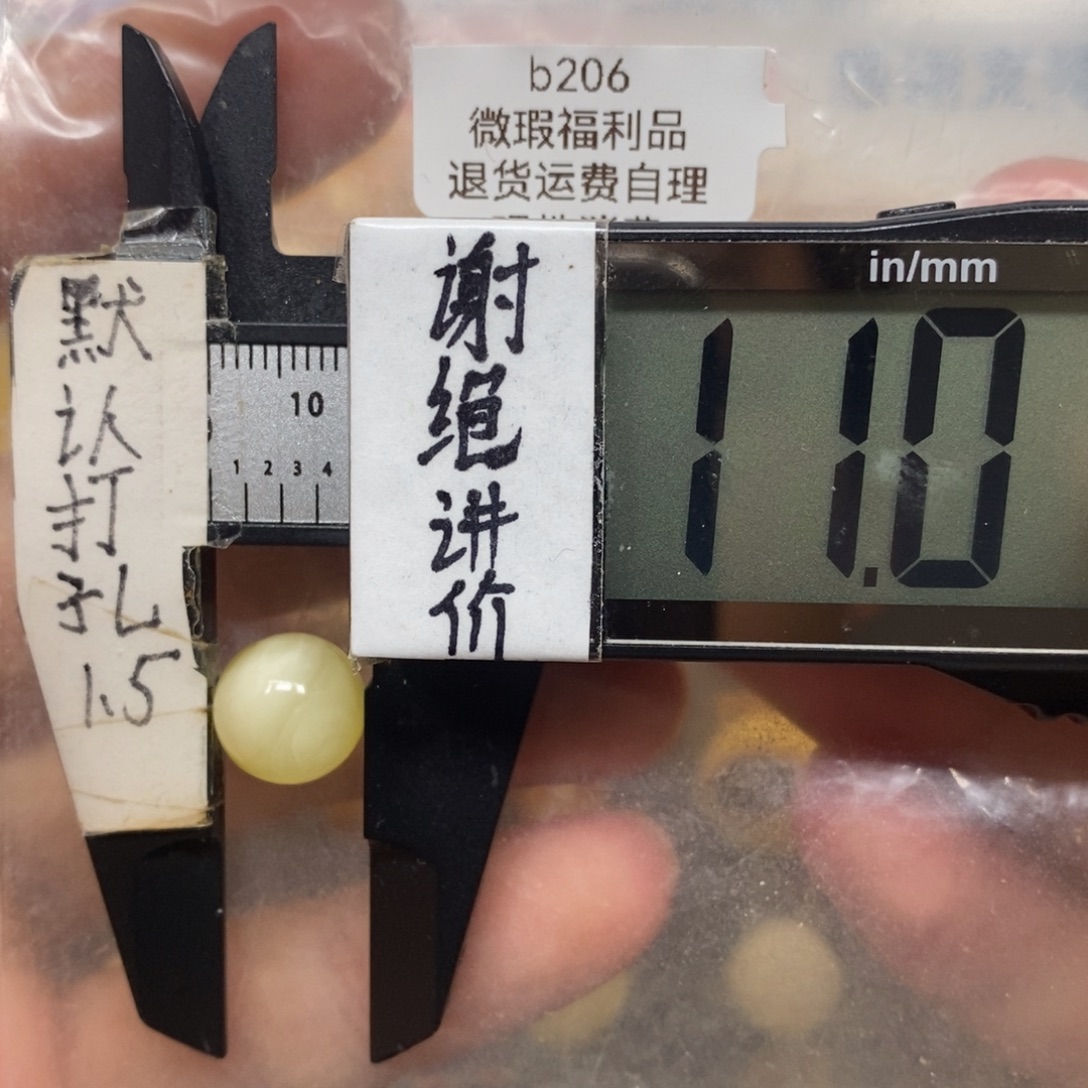 b206
微瑕福利品
退货运费自理
in/mm
11.0
谢绝讲价
默认打孔
1.5
10
1 2 3 4